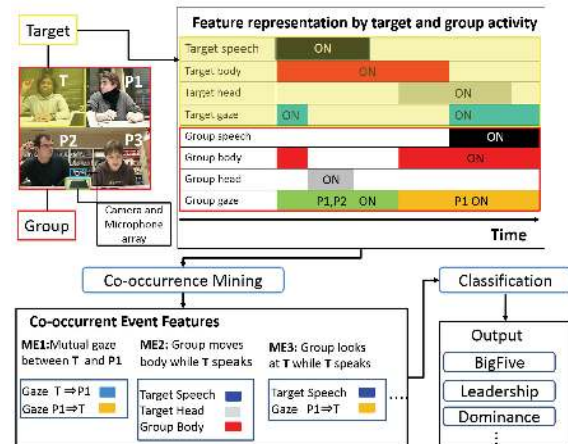 Target
Feature representation by target and group activity
Target speech ON
Target body ON
Target head ON
Target gaze ON ON
Group speech ON
Group body ON
Group head ON
Group gaze P1,P2 ON P1 ON
Time
T P1
P2 P3
Group
Camera and
Microphone
array
Co-occurrence Mining
Classification
Co-occurrent Event Features
ME1:Mutual gaze
between T and P1
Gaze T ⇒P1
Gaze P1⇒T
ME2: Group moves
body while T speaks
Target Speech
Target Head
Group Body
ME3: Group looks
at T while T speaks
Target Speech
Gaze P1⇒T
.....
Output
BigFive
Leadership
Dominance
⋮